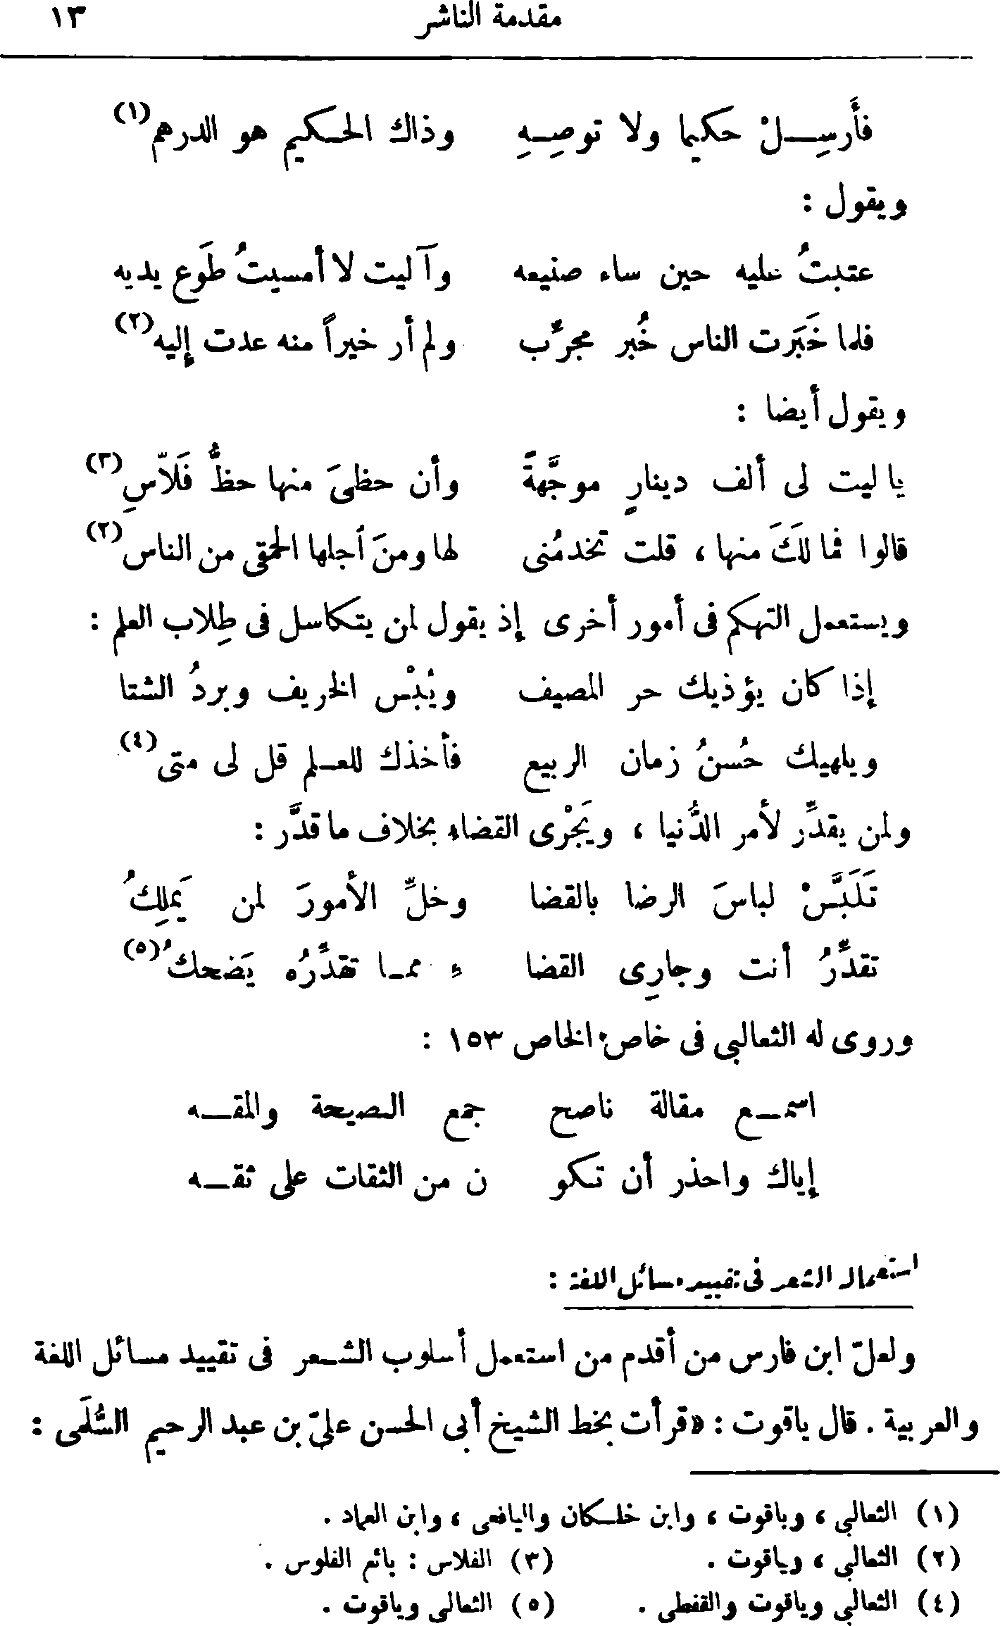 مقدمة الناشر ١٣
فأَرسِـــلْ حكيما ولا توصِــهِ وذاك الحــكيم هو الدرهم(١)
ويقول :
عتبتُ عليه حين ساء صنيعه وآليت لا أمسيتُ طَوع يديه
فلما خَبَرت الناس خُبر مجرِّب ولم أر خيراً منه عدت إليه(٢)
ويقول أيضا :
يا ليت لى ألف دينارٍ موجَّهةً وأن حظىَ منها حظُّ فَلاّسِ(٣)
قالوا فما لَكَ منها ، قلت تخدمُنى لها ومنَ أجلها الحمقى من الناس(٢)
ويستعمل التهكم فى أمور أخرى إذ يقول لمن يتكاسل فى طِلاب العلم :
إذا كان يؤذيك حر المصيف ويُبْس الخريف وبردُ الشتا
ويلهيك حُسنُ زمان الربيع فأخذك للعــلم قل لى متى(٤)
ولمن يقدِّر لأمر الدُّنيا ، ويَجْرى القضاء بخلاف ما قدَّر :
تَلَبَّسْ لباسَ الرضا بالقضا وخلِّ الأمورَ لمن يَملِكُ
تقدِّرُ أنت وجارِى القضا ء ممــا تقدِّرُه يَضحكُ(٥)
وروى له الثعالبى فى خاص الخاص ١٥٣ :
اسمــع مقالة ناصح جمع النصيحة والمقــه
إياك واحذر أن تكو ن من الثقات على ثقــه
استعمال الشعر فى تقييد مسائل اللغة :
ولعلّ ابن فارس من أقدم من استعمل أسلوب الشــعر فى تقييد مسائل اللغة
والعربية . قال ياقوت : «قرأت بخط الشيخ أبى الحسن علىّ بن عبد الرحيم السُّلَمى :
(١) الثعالبى ، وياقوت ، وابن خلــكان واليافعى ، وابن العماد .
(٢) الثعالبى ، وياقوت . (٣) الفلاس : بائع الفلوس .
(٤) الثعالبى وياقوت والقفطى . (٥) الثعالبى وياقوت .